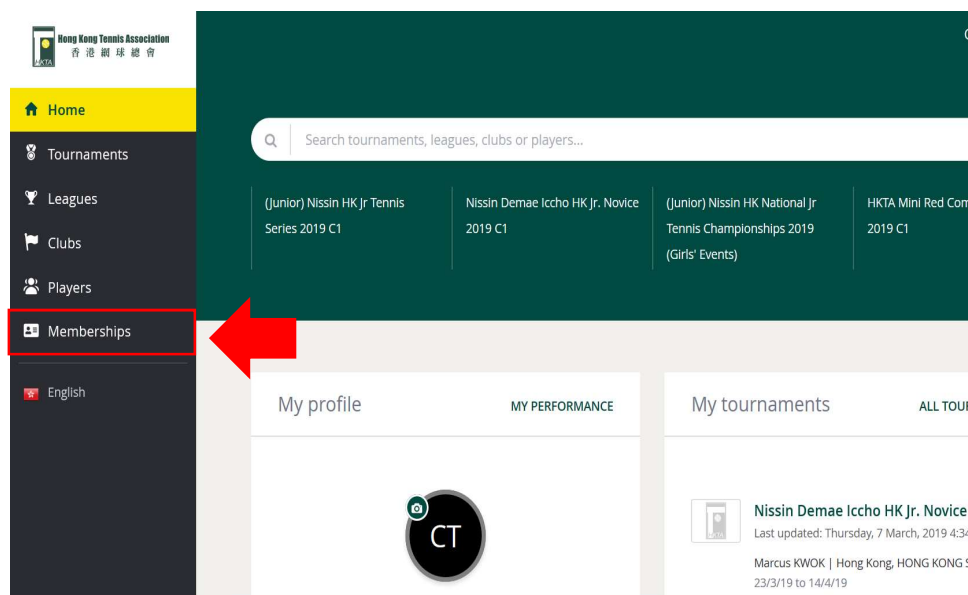 Hong Kong Tennis Association
香港網球總會
HKTA
Home
Tournaments
Leagues
Clubs
Players
Memberships
English
Search tournaments, leagues, clubs or players...
(Junior) Nissin HK Jr Tennis
Series 2019 C1
Nissin Demae Iccho HK Jr. Novice
2019 C1
(Junior) Nissin HK National Jr
Tennis Championships 2019
(Girls' Events)
HKTA Mini Red Com
2019 C1
My profile
MY PERFORMANCE
CT
My tournaments
ALL TOUR
Nissin Demae Iccho HK Jr. Novice
Last updated: Thursday, 7 March, 2019 4:34
Marcus KWOK | Hong Kong, HONG KONG S
23/3/19 to 14/4/19